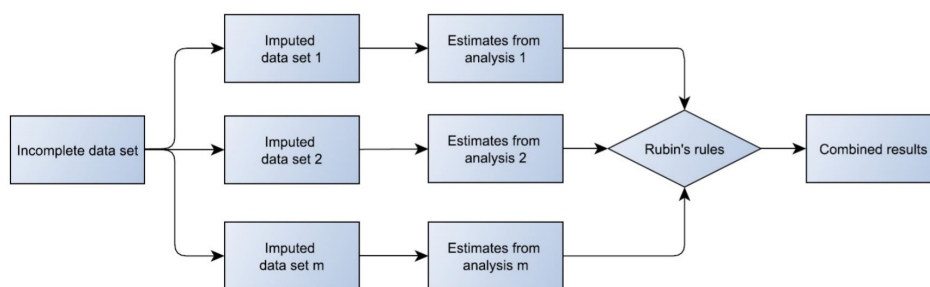 Incomplete data set
Imputed
data set 1
Estimates from
analysis 1
Imputed
data set 2
Estimates from
analysis 2
Imputed
data set m
Estimates from
analysis m
Rubin's rules
Combined results